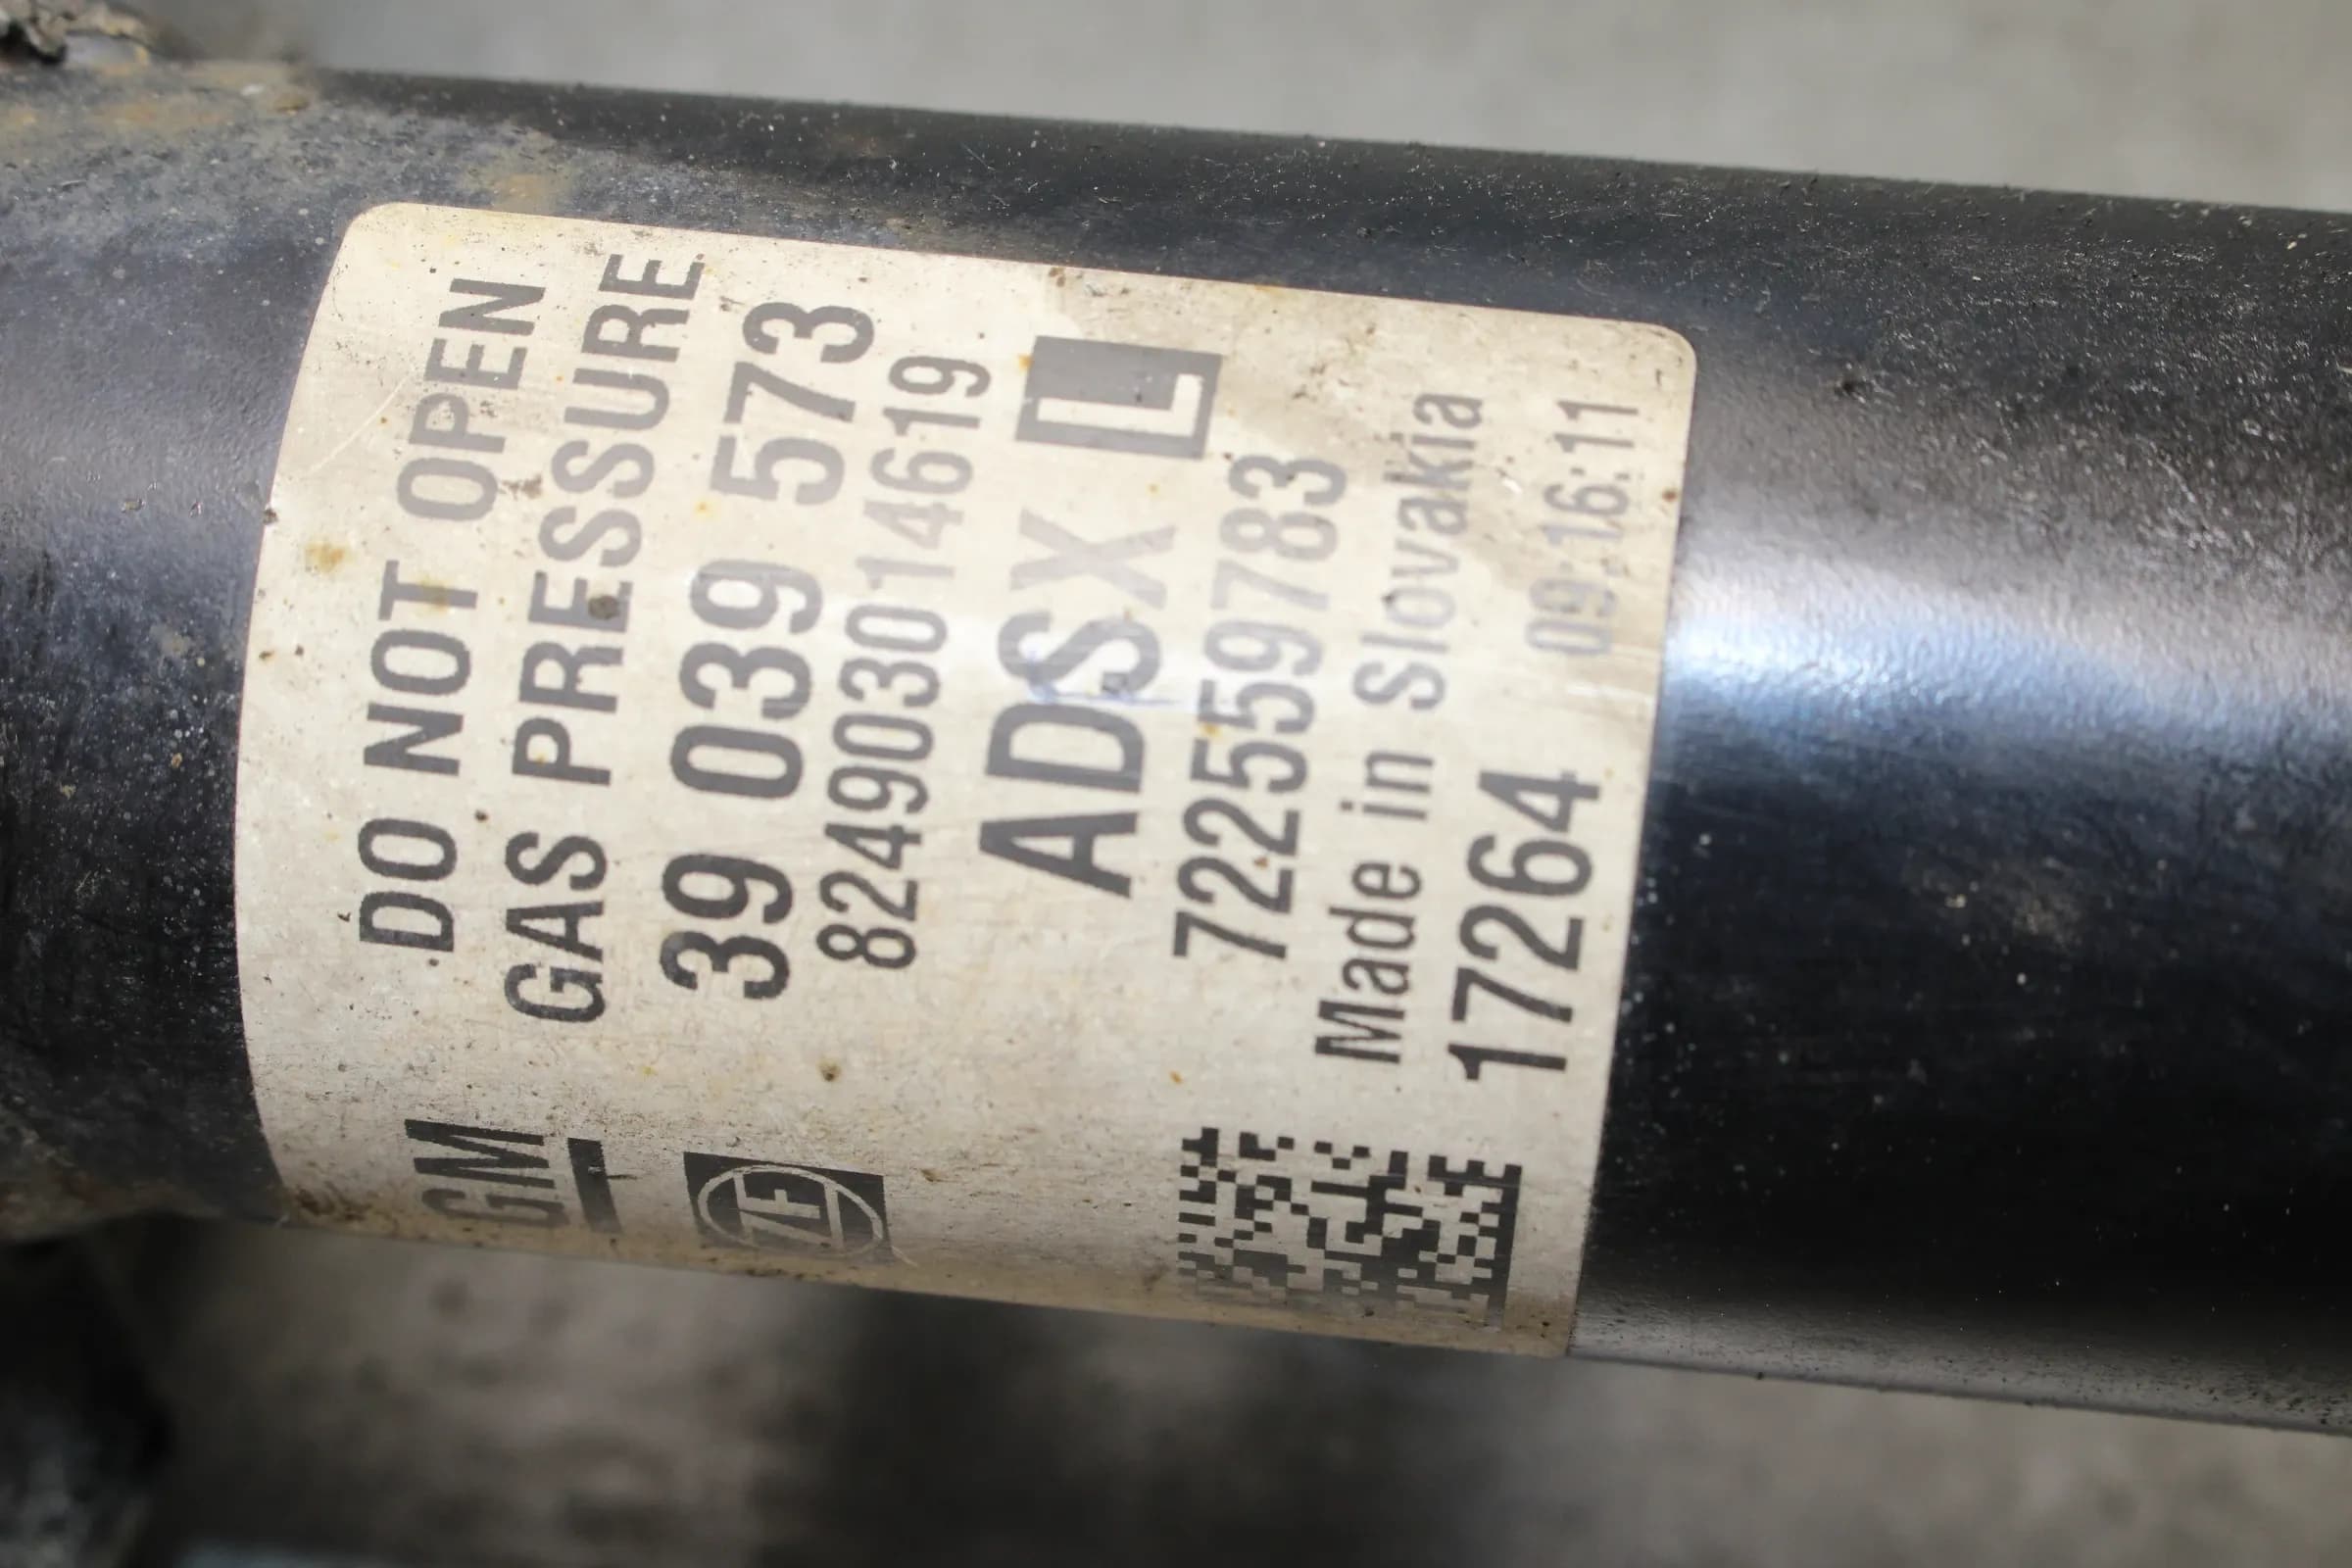 DO NOT OPEN
GAS PRESSURE
39 039 573
824903014619
ADSX L
722559783
Made in Slovakia
17264 09:16:11
GM
ZF